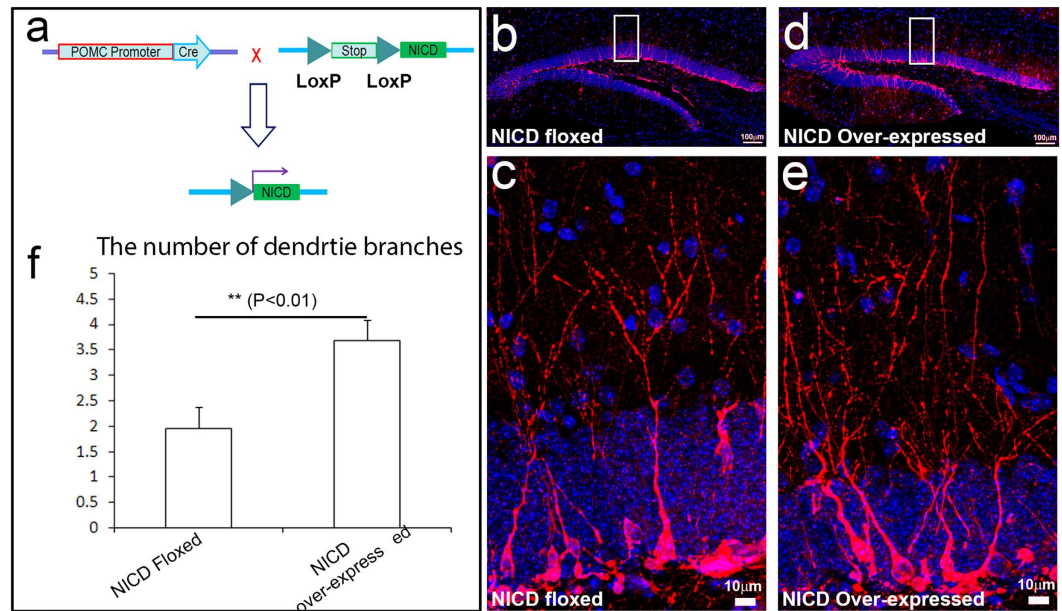 a
POMC Promoter
Cre
X
Stop
NICD
LoxP
LoxP
NICD
f
The number of dendrtie branches
** (P<0.01)
5
4.5
4
3.5
3
2.5
2
1.5
1
0.5
0
NICD Floxed
NICD
over-expressed
b
NICD floxed
100μm
d
NICD Over-expressed
100μm
c
NICD floxed
10μm
e
NICD Over-expressed
10μm